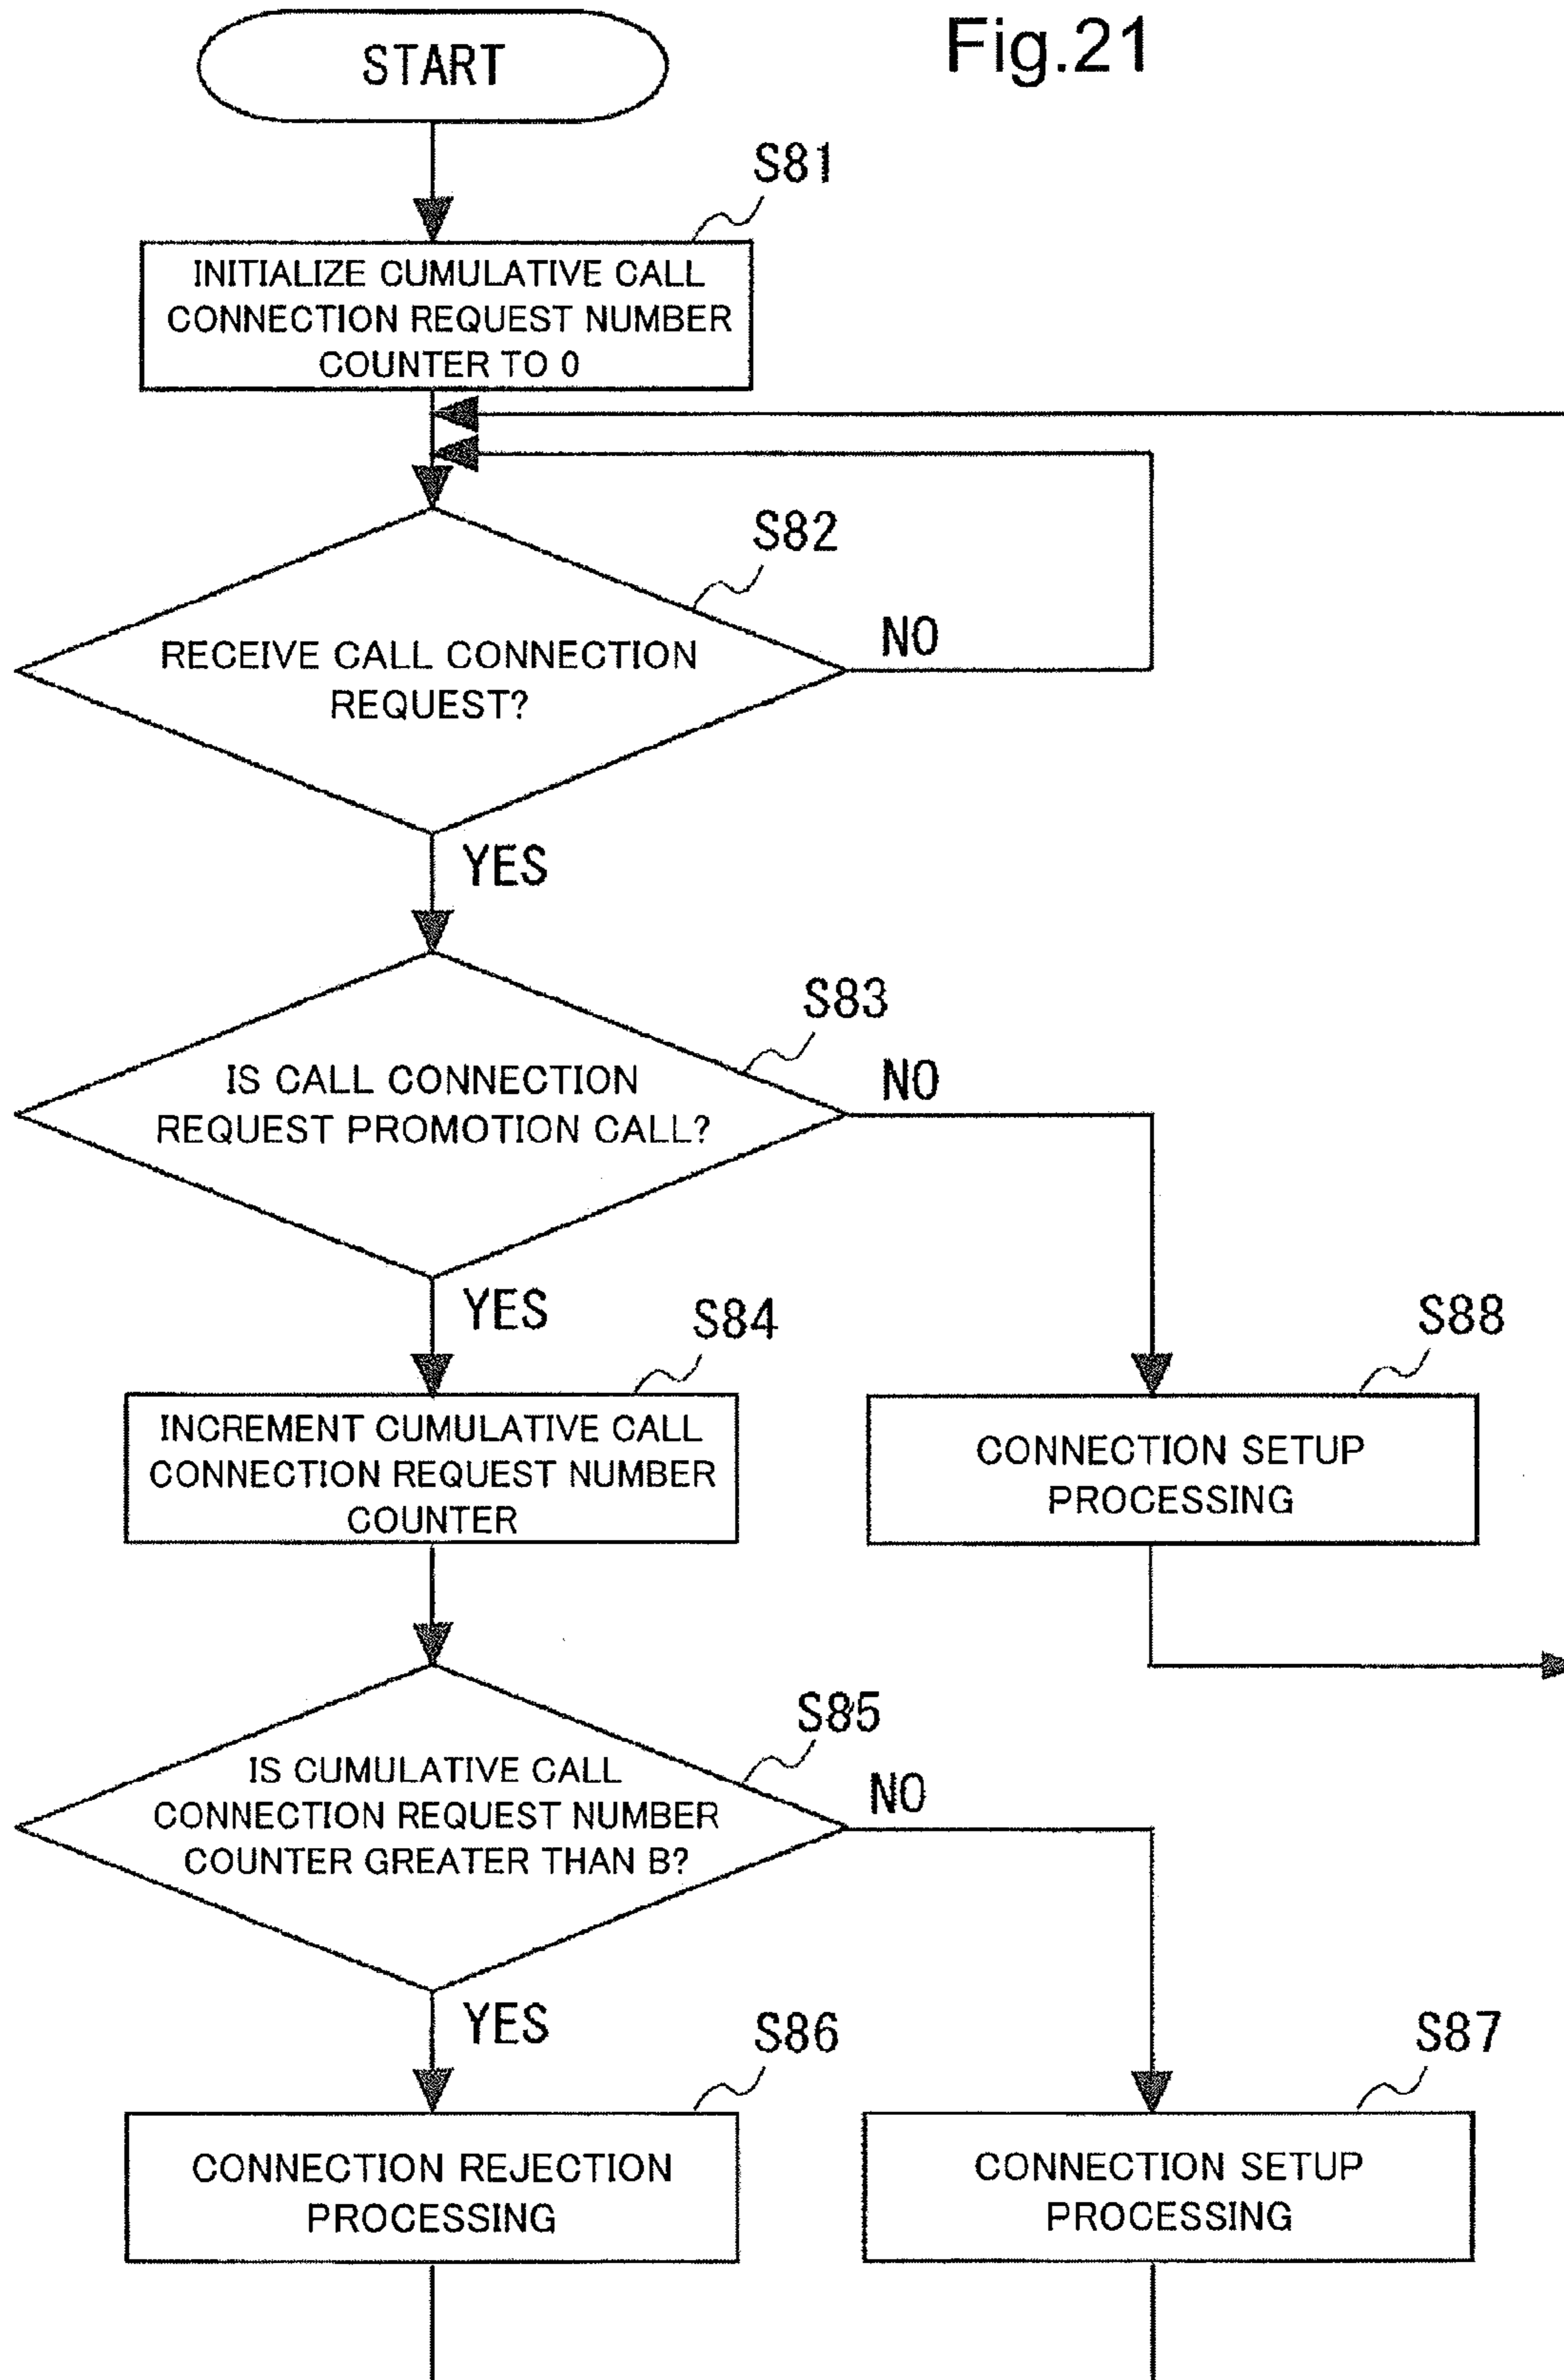 Fig.21
START
S81
INITIALIZE CUMULATIVE CALL
CONNECTION REQUEST NUMBER
COUNTER TO 0
S82
RECEIVE CALL CONNECTION
REQUEST?
NO
YES
S83
IS CALL CONNECTION
REQUEST PROMOTION CALL?
NO
YES
S84
INCREMENT CUMULATIVE CALL
CONNECTION REQUEST NUMBER
COUNTER
S88
CONNECTION SETUP
PROCESSING
S85
IS CUMULATIVE CALL
CONNECTION REQUEST NUMBER
COUNTER GREATER THAN B?
NO
YES
S86
CONNECTION REJECTION
PROCESSING
S87
CONNECTION SETUP
PROCESSING